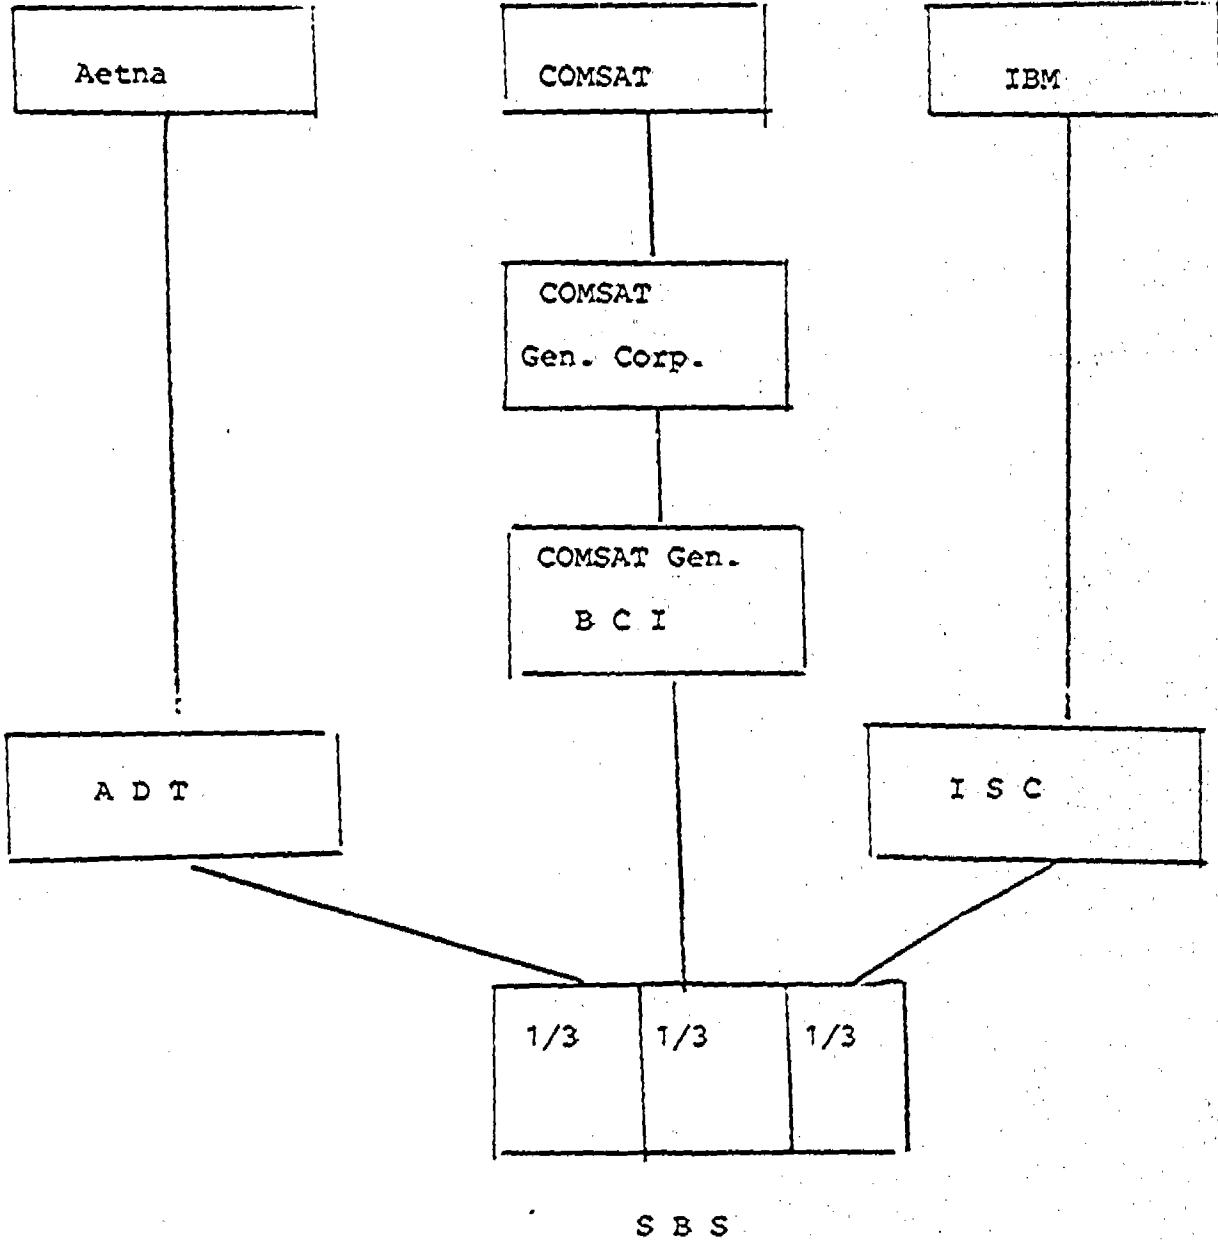 Aetna
COMSAT
IBM
COMSAT
Gen. Corp.
COMSAT Gen.
B C I
A D T
I S C
1/3
1/3
1/3
S B S